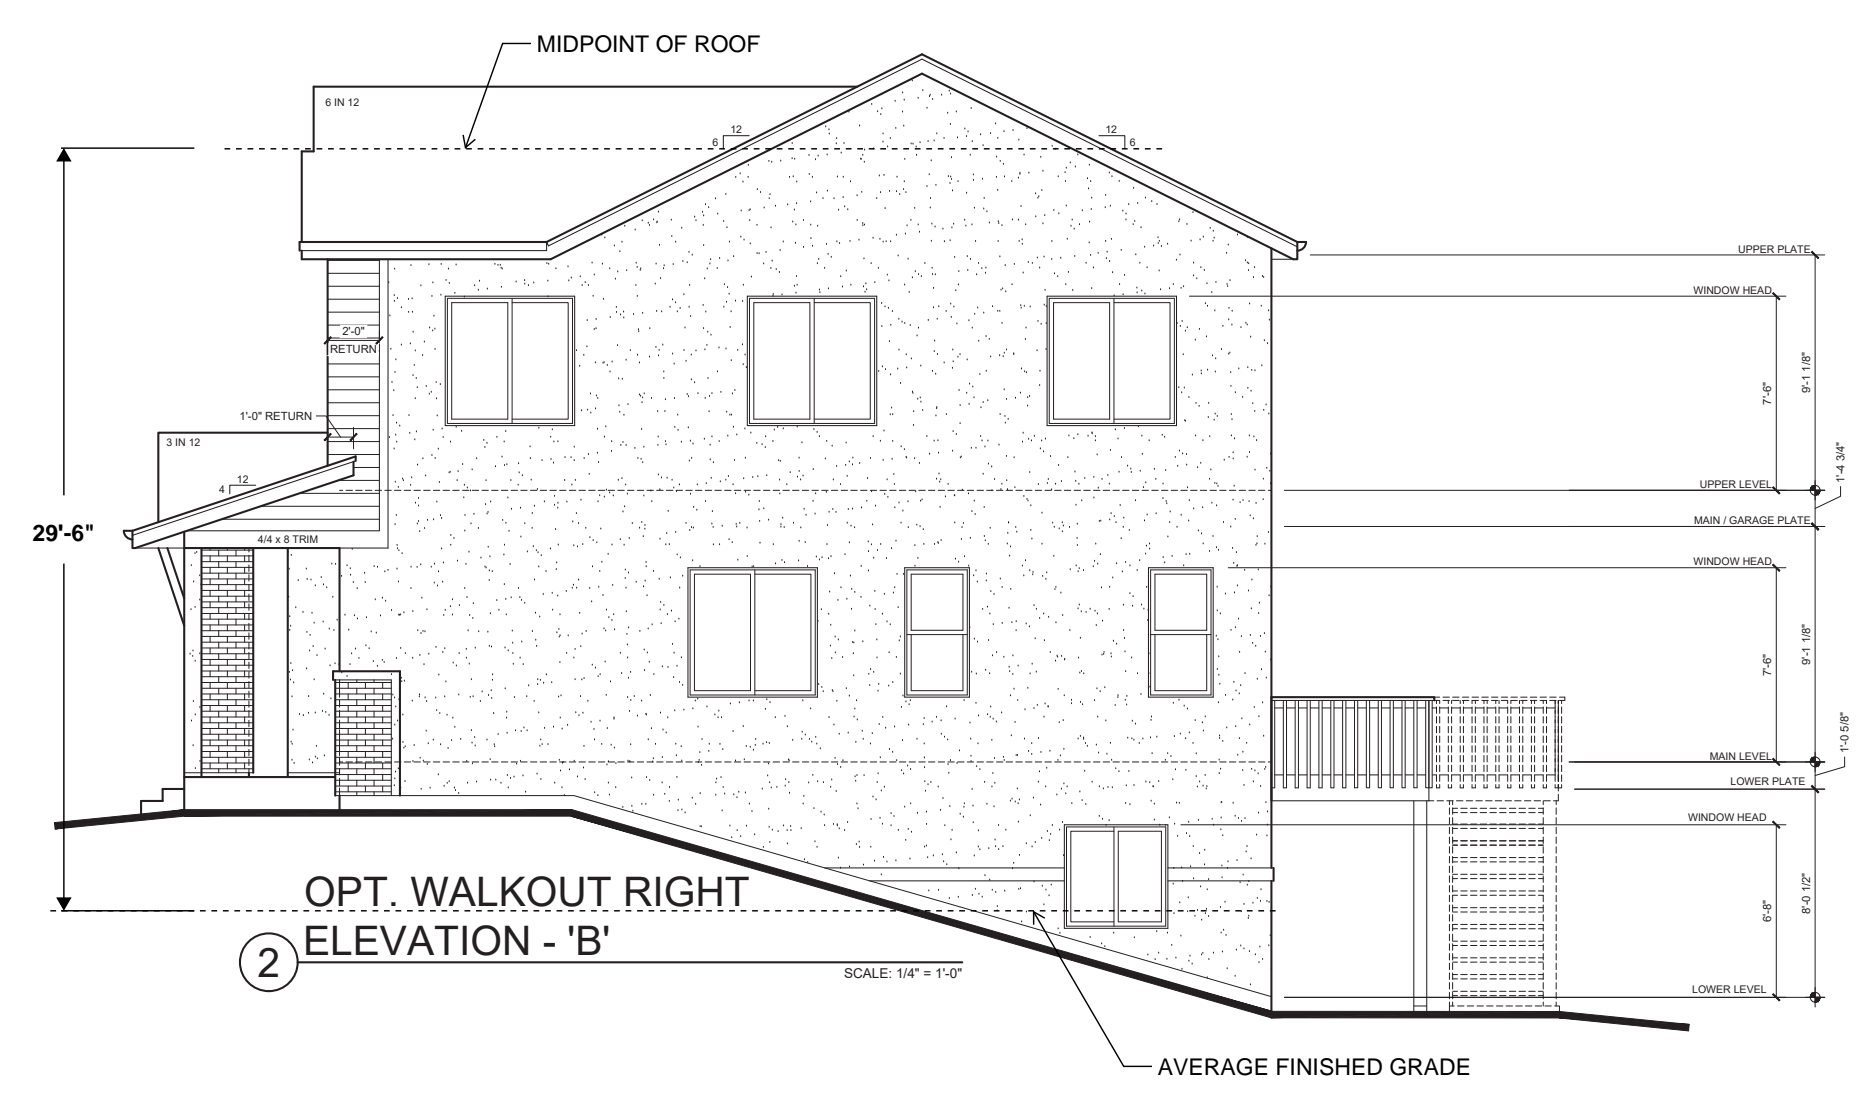 MIDPOINT OF ROOF
6 IN 12
12
6
12
6
UPPER PLATE
WINDOW HEAD
2'-0"
RETURN
9'-1 1/8"
7'-6"
1'-0" RETURN
3 IN 12
12
4
1'-4 3/4"
UPPER LEVEL
MAIN / GARAGE PLATE
29'-6"
4/4 x 8 TRIM
WINDOW HEAD
9'-1 1/8"
7'-6"
1'-0 5/8"
MAIN LEVEL
LOWER PLATE
WINDOW HEAD
8'-0 1/2"
6'-8"
OPT. WALKOUT RIGHT
ELEVATION - 'B'
2
SCALE: 1/4" = 1'-0"
LOWER LEVEL
AVERAGE FINISHED GRADE